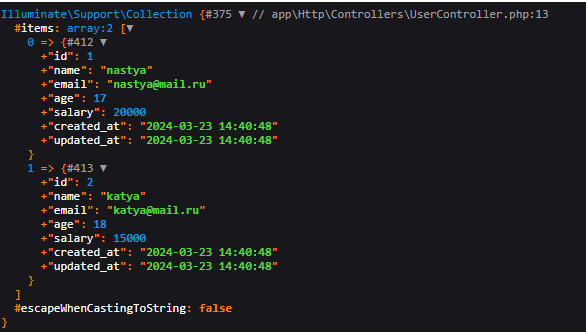 Illuminate\Support\Collection {#375 ▼ // app\Http\Controllers\UserController.php:13
#items: array:2 [▼
0 => {#412 ▼
+"id": 1
+"name": "nastya"
+"email": "nastya@mail.ru"
+"age": 17
+"salary": 20000
+"created_at": "2024-03-23 14:40:48"
+"updated_at": "2024-03-23 14:40:48"
}
1 => {#413 ▼
+"id": 2
+"name": "katya"
+"email": "katya@mail.ru"
+"age": 18
+"salary": 15000
+"created_at": "2024-03-23 14:40:48"
+"updated_at": "2024-03-23 14:40:48"
}
]
#escapeWhenCastingToString: false
}